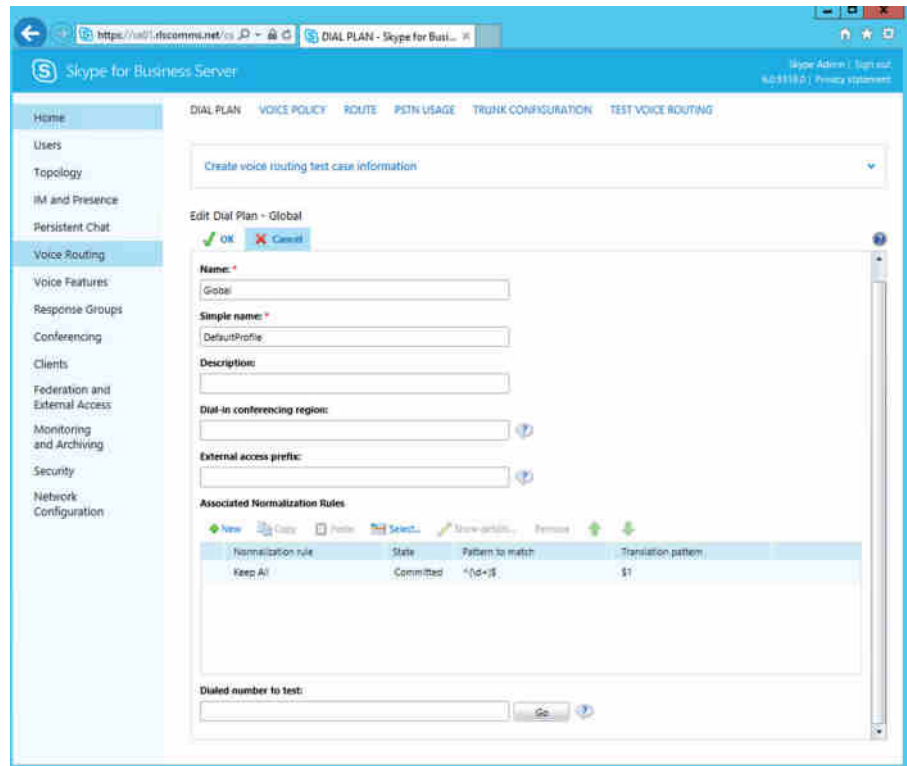 DIAL PLAN - Skype for Busi...
Skype for Business Server
Skype Admin | Sign out
6.0.9319.0 | Privacy statement
Home
Users
Topology
IM and Presence
Persistent Chat
Voice Routing
Voice Features
Response Groups
Conferencing
Clients
Federation and
External Access
Monitoring
and Archiving
Security
Network
Configuration
DIAL PLAN VOICE POLICY ROUTE PSTN USAGE TRUNK CONFIGURATION TEST VOICE ROUTING
Create voice routing test case information
Edit Dial Plan - Global
OK Cancel
Name: *
Global
Simple name: *
DefaultProfile
Description:
Dial-in conferencing region:
External access prefix:
Associated Normalization Rules
New Copy Paste Select... Show details... Remove
Normalization rule State Pattern to match Translation pattern
Keep All Committed ^(\d+)$ $1
Dialed number to test:
Go